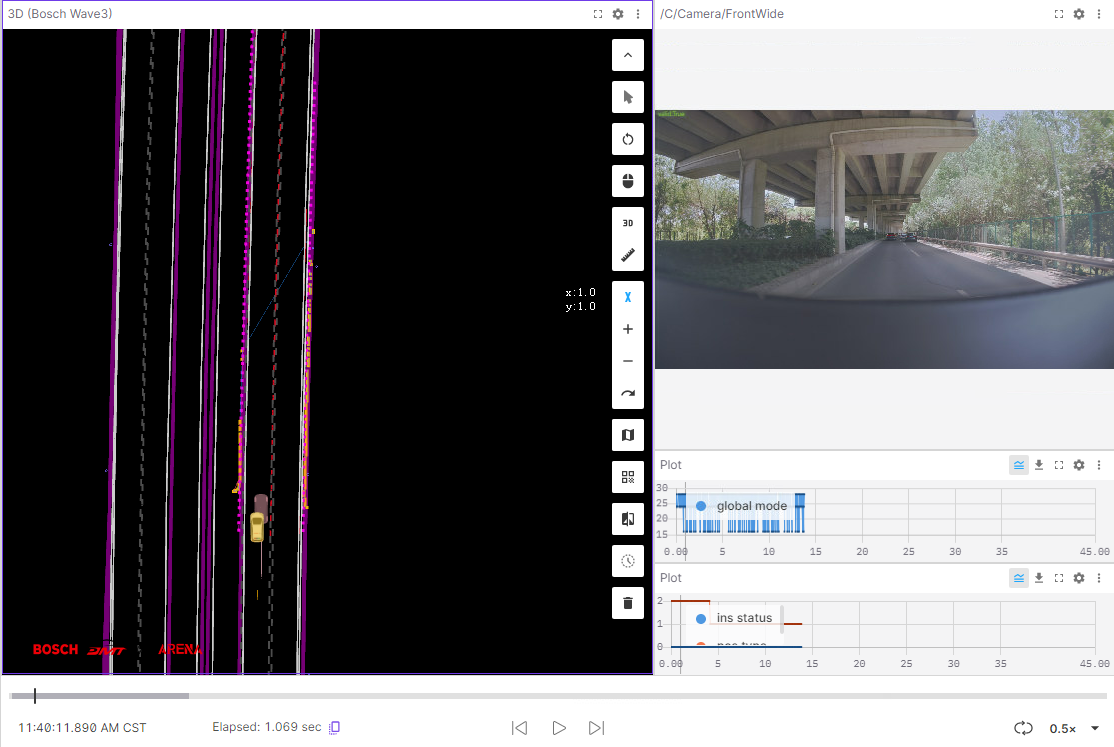 3D (Bosch Wave3)
/C/Camera/FrontWide
valid:True
3D
x:1.0
y:1.0
BOSCH
ARENA
Plot
30
25
20
15
global mode
0.00 5 10 15 20 25 30 35 45.00
Plot
2
1
0
ins status
pos type
0.00 5 10 15 20 25 30 35 45.00
11:40:11.890 AM CST
Elapsed: 1.069 sec
0.5×